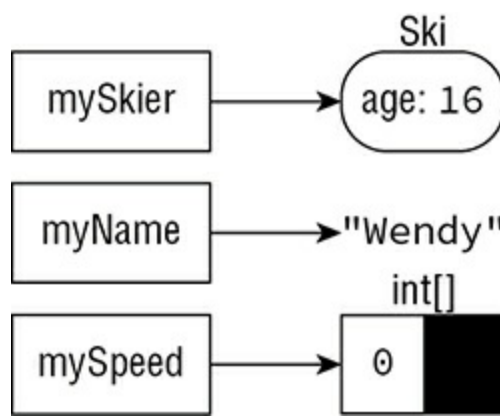 Ski
mySkier
age: 16
myName
"Wendy"
int[]
mySpeed
0